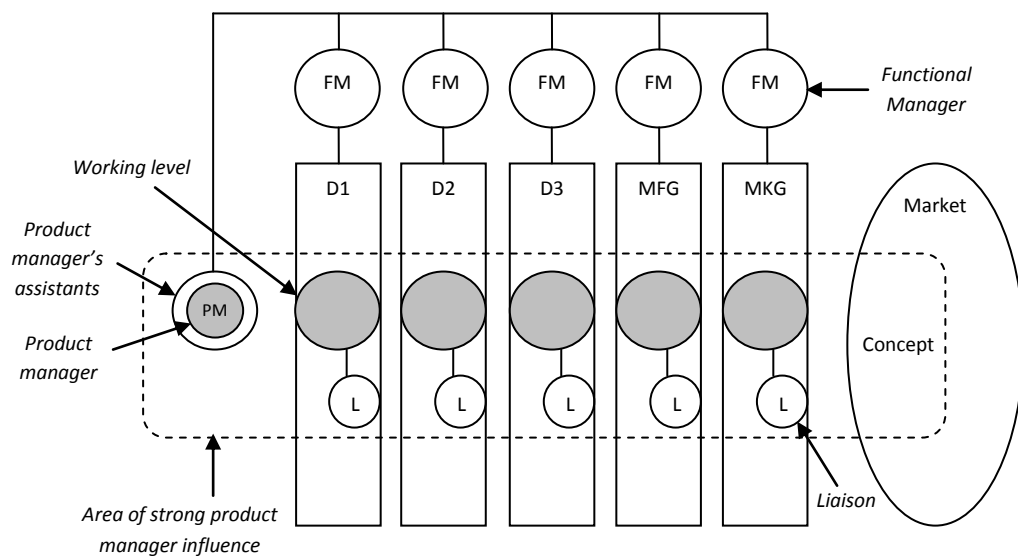 FM
FM
FM
FM
FM
Functional
Manager
Working level
D1
D2
D3
MFG
MKG
Market
Product
manager’s
assistants
PM
Product
manager
Concept
L
L
L
L
L
Liaison
Area of strong product
manager influence